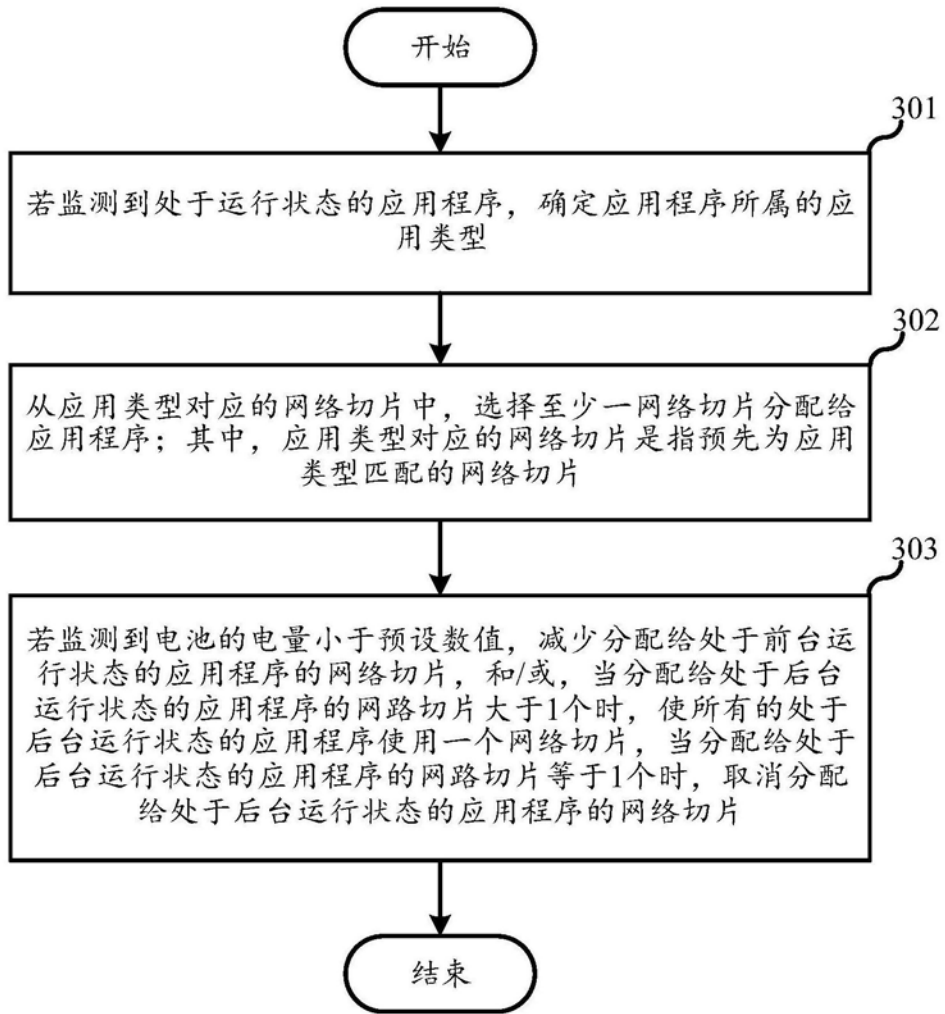 开始
301
若监测到处于运行状态的应用程序，确定应用程序所属的应
用类型
302
从应用类型对应的网络切片中，选择至少一网络切片分配给
应用程序；其中，应用类型对应的网络切片是指预先为应用
类型匹配的网络切片
303
若监测到电池的电量小于预设数值，减少分配给处于前台运
行状态的应用程序的网络切片，和/或，当分配给处于后台
运行状态的应用程序的网路切片大于1个时，使所有的处于
后台运行状态的应用程序使用一个网络切片，当分配给处于
后台运行状态的应用程序的网路切片等于1个时，取消分配
给处于后台运行状态的应用程序的网络切片
结束